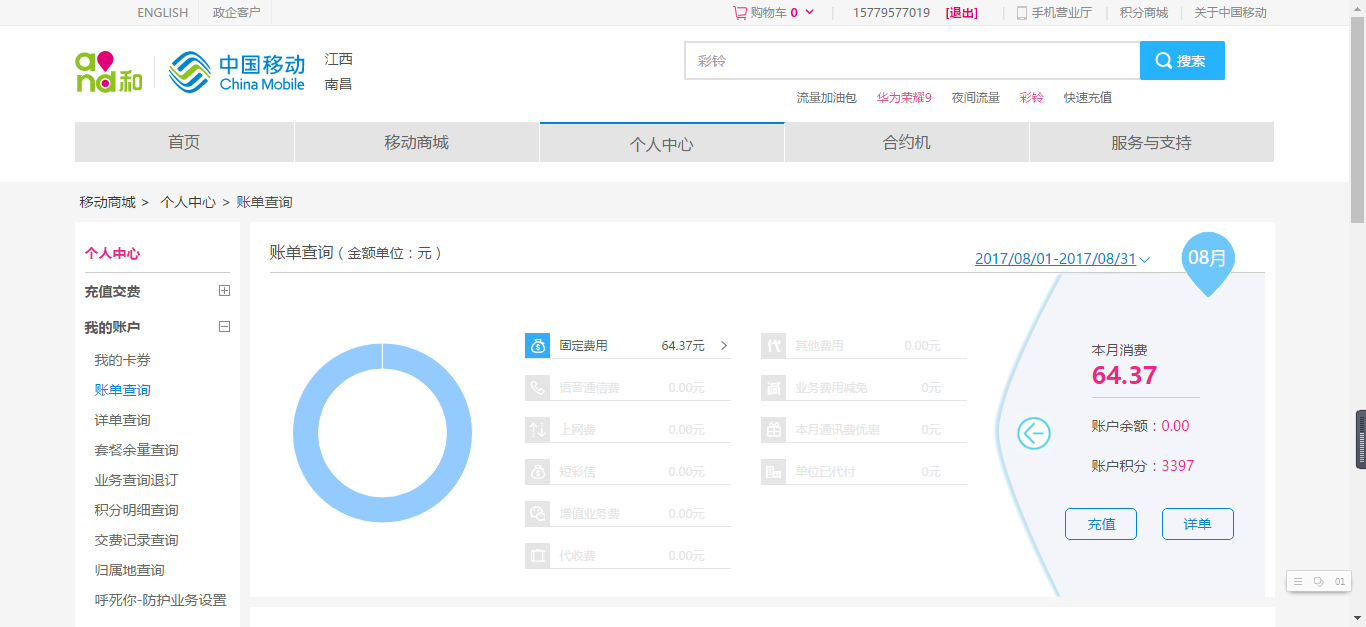 ENGLISH 政企客户 购物车 0 15779577019 [退出] 手机营业厅 积分商城 关于中国移动
and和 中国移动 China Mobile 江西 南昌
彩铃 搜索
流量加油包 华为荣耀9 夜间流量 彩铃 快速充值
首页 移动商城 个人中心 合约机 服务与支持
移动商城 > 个人中心 > 账单查询
个人中心
充值交费
我的账户
我的卡券
账单查询
详单查询
套餐余量查询
业务查询退订
积分明细查询
交费记录查询
归属地查询
呼死你-防护业务设置
账单查询 ( 金额单位：元 )
2017/08/01-2017/08/31
08月
固定费用 64.37元
语音通信费 0.00元
上网费 0.00元
短彩信 0.00元
增值业务费 0.00元
代收费 0.00元
其他费用 0.00元
业务费用减免 0元
本月通讯费优惠 0元
单位已代付 0元
本月消费
64.37
账户余额：0.00
账户积分：3397
充值 详单
01